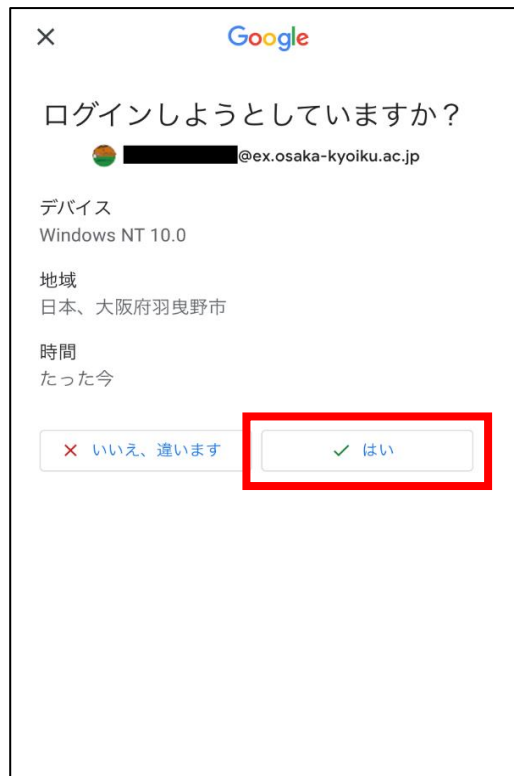 Google
ログインしようとしていますか？
@ex.osaka-kyoiku.ac.jp
デバイス
Windows NT 10.0
地域
日本、大阪府羽曳野市
時間
たった今
いいえ、違います
はい